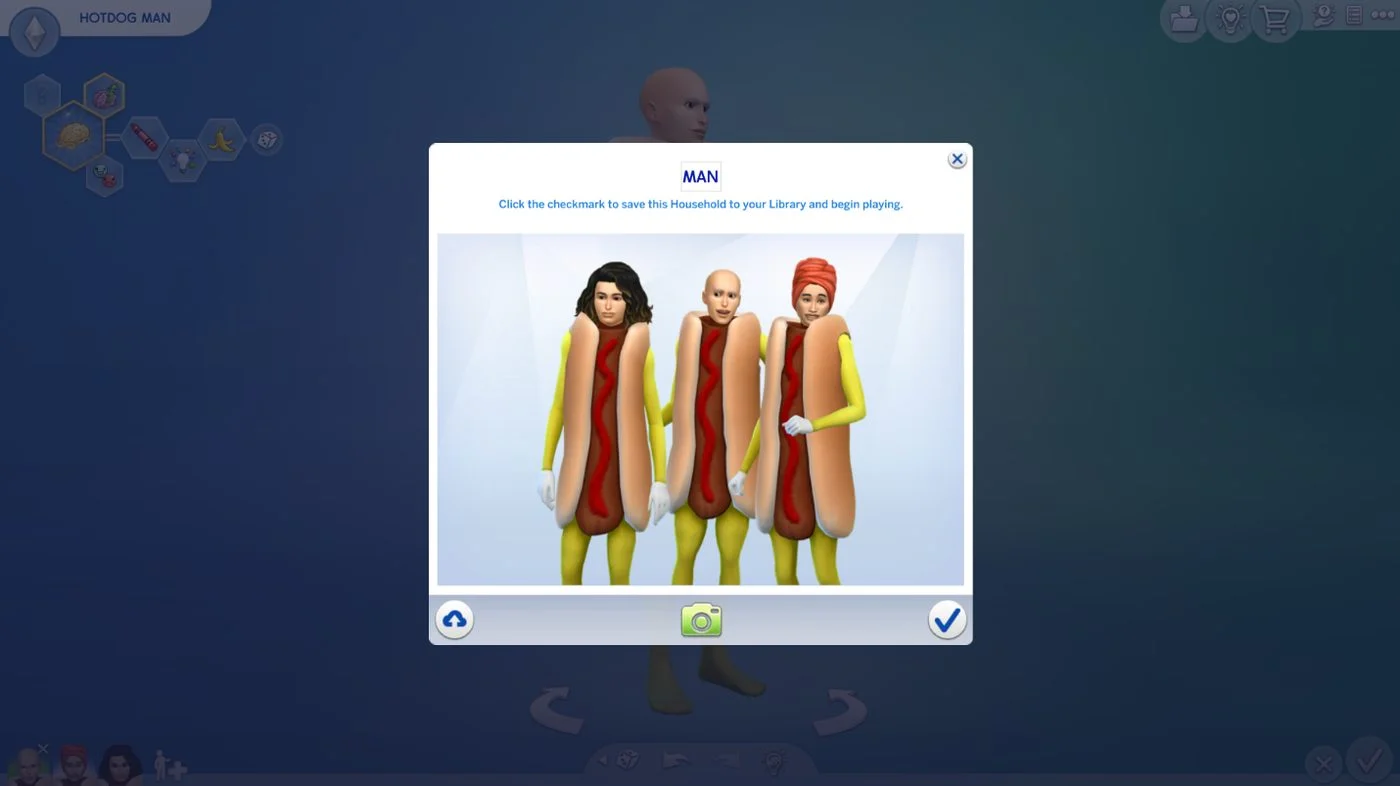 HOTDOG MAN
MAN
Click the checkmark to save this Household to your Library and begin playing.